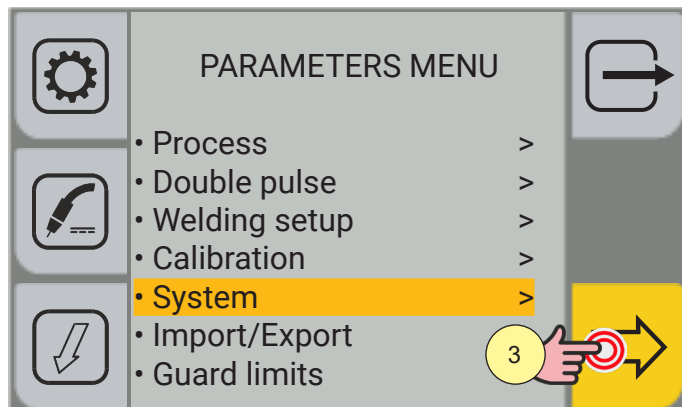 PARAMETERS MENU
• Process >
• Double pulse >
• Welding setup >
• Calibration >
• System >
• Import/Export
• Guard limits
3